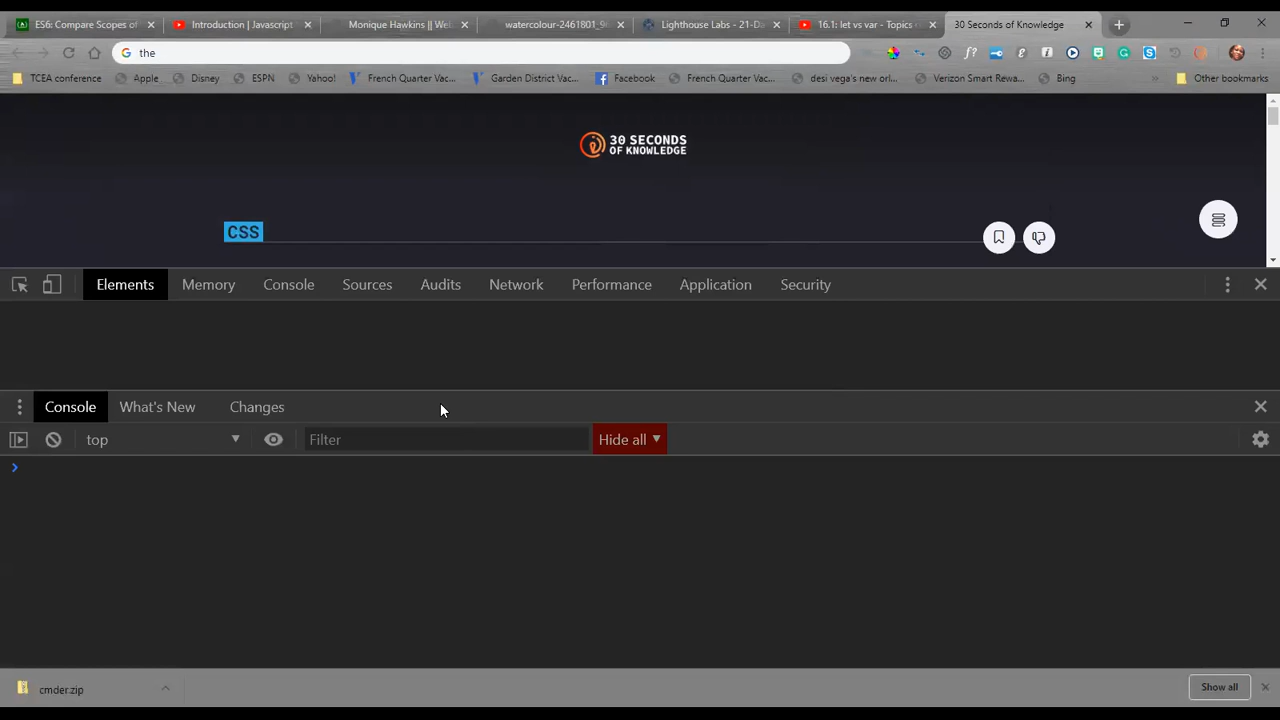 ES6: Compare Scopes of
Introduction | Javascript
Monique Hawkins || Wel
watercolour-2461801_9
Lighthouse Labs - 21-Da
16.1: let vs var - Topics
30 Seconds of Knowledge
the
TCEA conference
Apple
Disney
ESPN
Yahoo!
French Quarter Vac...
Garden District Vac...
Facebook
French Quarter Vac...
desi vega's new orl...
Verizon Smart Rewa...
Bing
»
Other bookmarks
30 SECONDS
OF KNOWLEDGE
CSS
Elements
Memory
Console
Sources
Audits
Network
Performance
Application
Security
Console
What's New
Changes
top
Filter
Hide all
cmder.zip
Show all